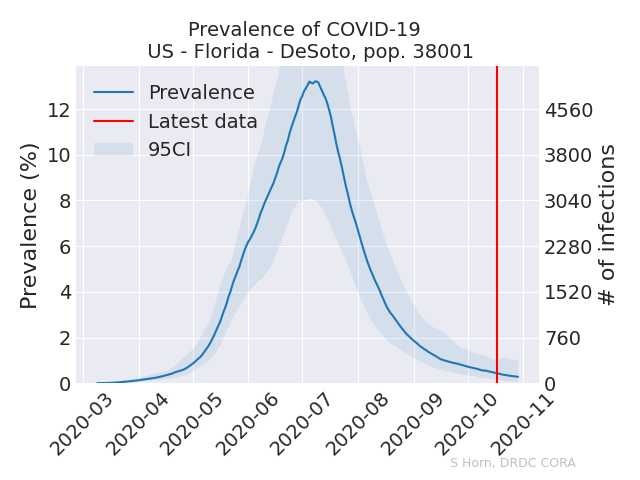 Prevalence of COVID-19
US - Florida - DeSoto, pop. 38001
Prevalence
Latest data
95CI
Prevalence (%)
12
10
8
6
4
2
0
4560
3800
3040
2280
1520
760
0
# of infections
2020-03
2020-04
2020-05
2020-06
2020-07
2020-08
2020-09
2020-10
2020-11
S Horn, DRDC CORA